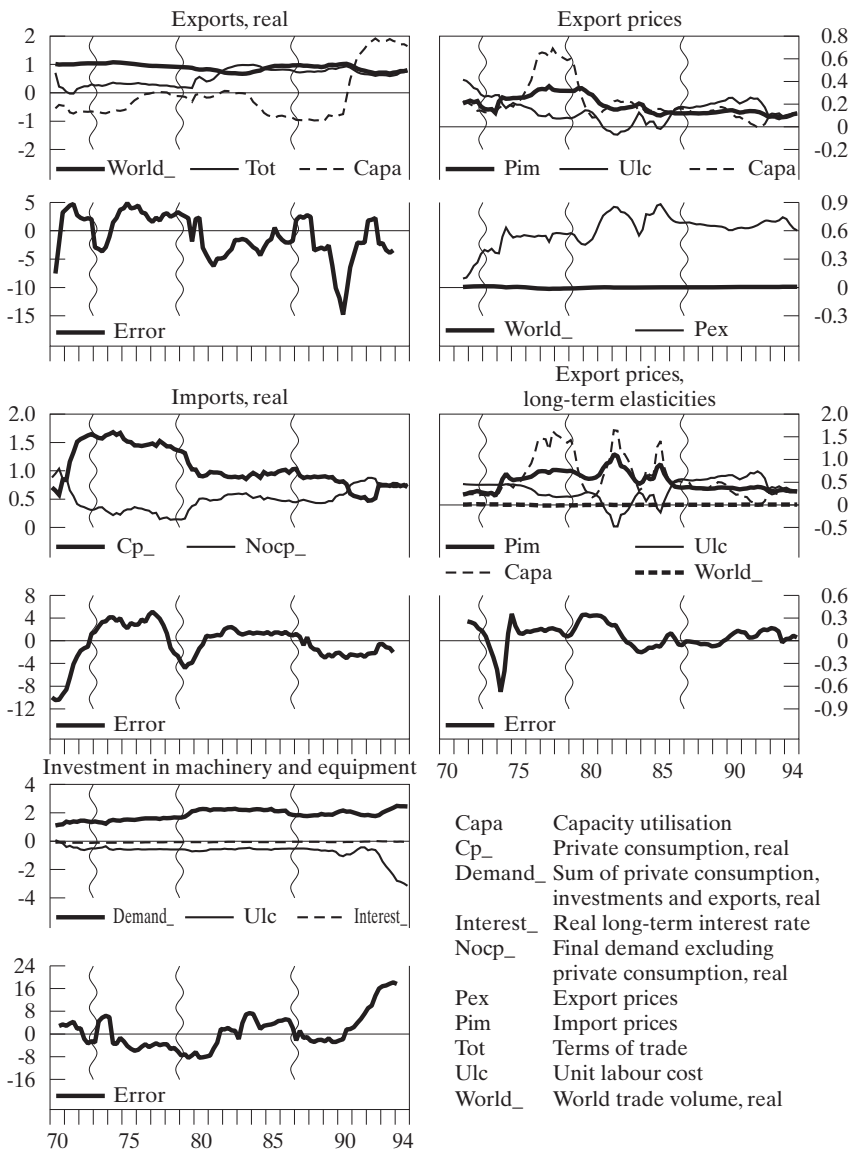 Exports, real
2
1
0
-1
-2
World_ Tot Capa
5
0
-5
-10
-15
Error
Export prices
0.8
0.6
0.4
0.2
0
-0.2
Pim Ulc Capa
0.9
0.6
0.3
0
-0.3
World_ Pex
Imports, real
2.0
1.5
1.0
0.5
0
Cp_ Nocp_
8
4
0
-4
-8
-12
Error
Export prices,
long-term elasticities
2.0
1.5
1.0
0.5
0
-0.5
Pim Ulc
Capa World_
0.6
0.3
0
-0.3
-0.6
-0.9
Error
70 75 80 85 90 94
Investment in machinery and equipment
4
2
0
-2
-4
Demand_ Ulc Interest_
24
16
8
0
-8
-16
Error
70 75 80 85 90 94
Capa Capacity utilisation
Cp_ Private consumption, real
Demand_ Sum of private consumption,
investments and exports, real
Interest_ Real long-term interest rate
Nocp_ Final demand excluding
private consumption, real
Pex Export prices
Pim Import prices
Tot Terms of trade
Ulc Unit labour cost
World_ World trade volume, real